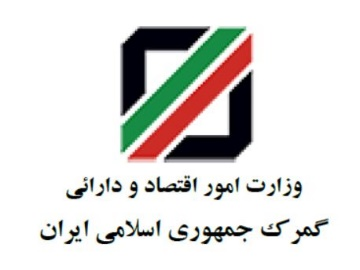 وزارت امور اقتصاد و دارائی
گمرک جمهوری اسلامی ایران